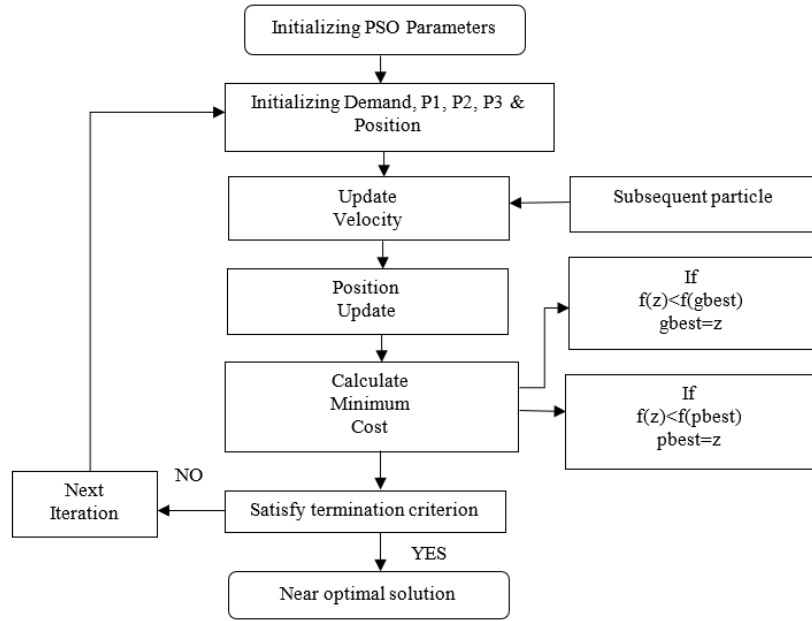 Initializing PSO Parameters
Initializing Demand, P1, P2, P3 &
Position
Update
Velocity
Subsequent particle
Position
Update
If
f(z)<f(gbest)
gbest=z
Calculate
Minimum
Cost
If
f(z)<f(pbest)
pbest=z
NO
Next
Iteration
Satisfy termination criterion
YES
Near optimal solution